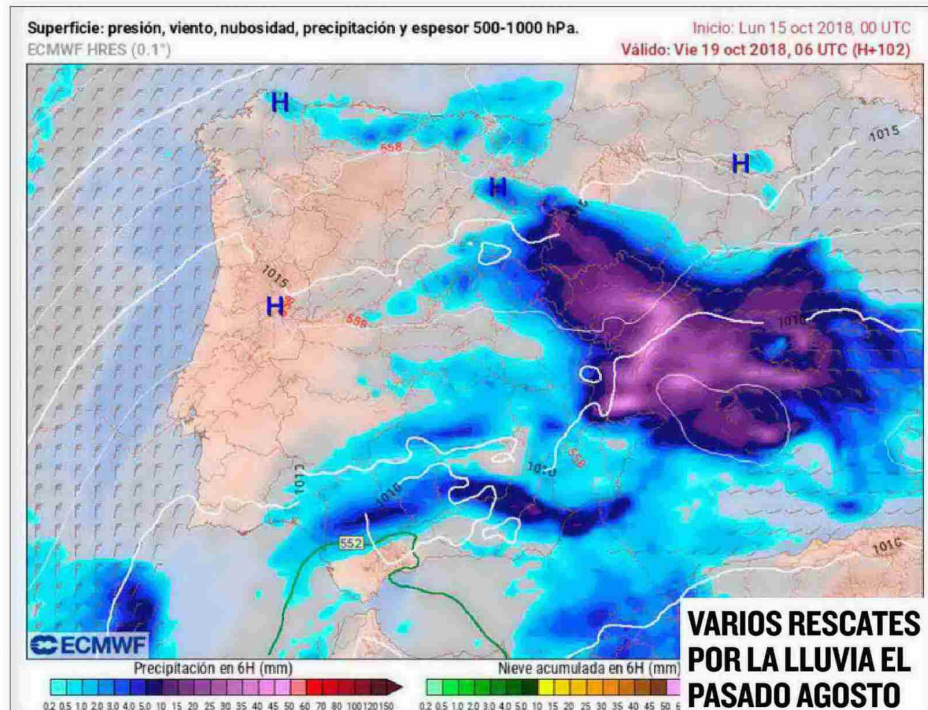 Superficie: presión, viento, nubosidad, precipitación y espesor 500-1000 hPa.
Inicio: Lun 15 oct 2018, 00 UTC
ECMWF HRES (0.1°)
Válido: Vie 19 oct 2018, 06 UTC (H+102)
H
1015
558
H
H
1015
H
558
1016
1010
558
1010
1016
552
1016
ECMWF
VARIOS RESCATES
POR LA LLUVIA EL
PASADO AGOSTO
Precipitación en 6H (mm)
Nieve acumulada en 6H (mm)
0.2 0.5 1.0 2.0 3.0 4.0 5.0 10 15 20 25 30 35 40 45 50 60 70 80 100 120 150
0.2 0.5 1.0 2.0 3.0 4.0 5.0 10 15 20 25 30 35 40 45 50